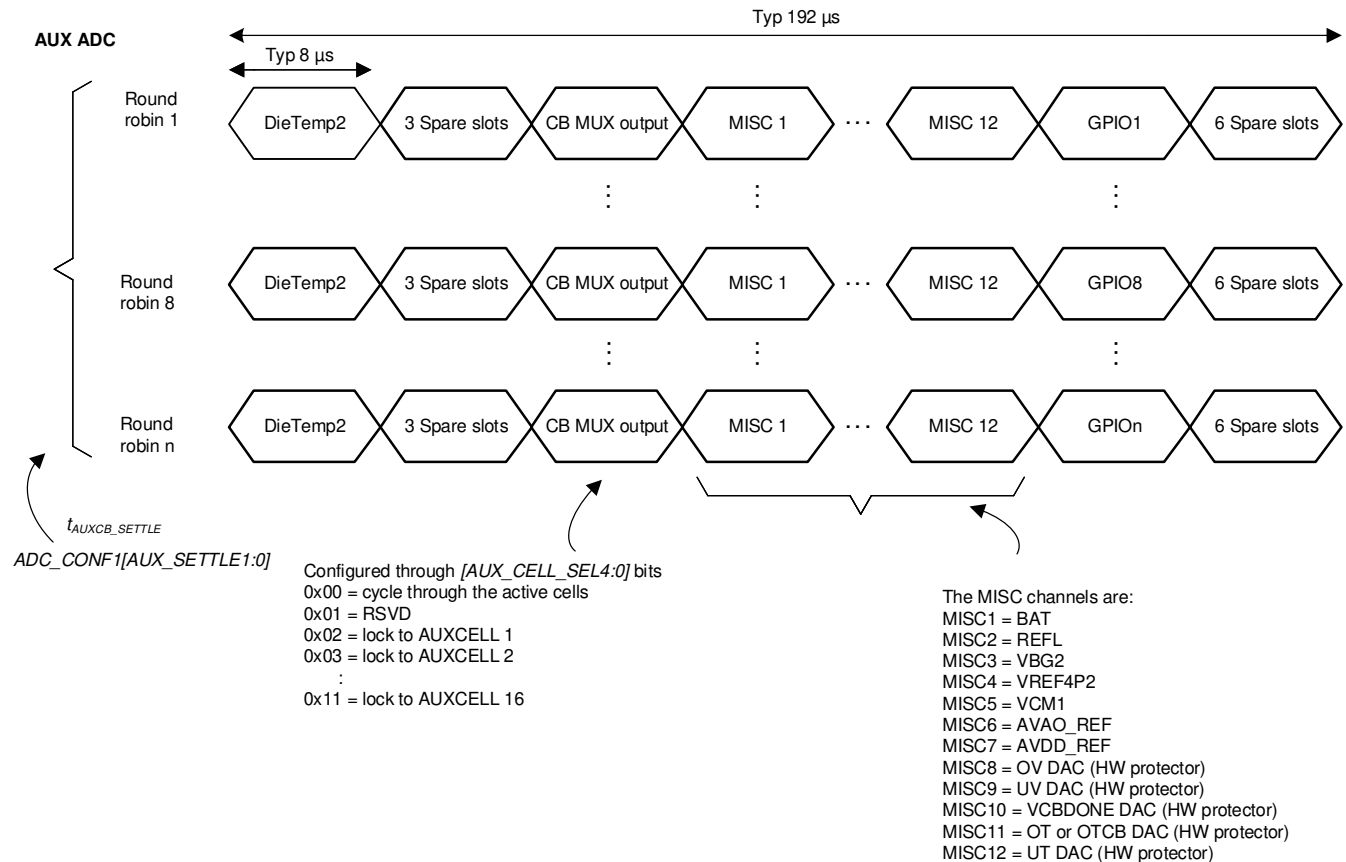 Typ 192 µs
AUX ADC
Typ 8 µs
Round
robin 1
DieTemp2
3 Spare slots
CB MUX output
MISC 1
...
MISC 12
GPIO1
6 Spare slots
Round
robin 8
DieTemp2
3 Spare slots
CB MUX output
MISC 1
...
MISC 12
GPIO8
6 Spare slots
Round
robin n
DieTemp2
3 Spare slots
CB MUX output
MISC 1
...
MISC 12
GPIOn
6 Spare slots
tAUXCB_SETTLE
ADC_CONF1[AUX_SETTLE1:0]
Configured through [AUX_CELL_SEL4:0] bits
0x00 = cycle through the active cells
0x01 = RSVD
0x02 = lock to AUXCELL 1
0x03 = lock to AUXCELL 2
:
0x11 = lock to AUXCELL 16
The MISC channels are:
MISC1 = BAT
MISC2 = REFL
MISC3 = VBG2
MISC4 = VREF4P2
MISC5 = VCM1
MISC6 = AVAO_REF
MISC7 = AVDD_REF
MISC8 = OV DAC (HW protector)
MISC9 = UV DAC (HW protector)
MISC10 = VCBDONE DAC (HW protector)
MISC11 = OT or OTCB DAC (HW protector)
MISC12 = UT DAC (HW protector)